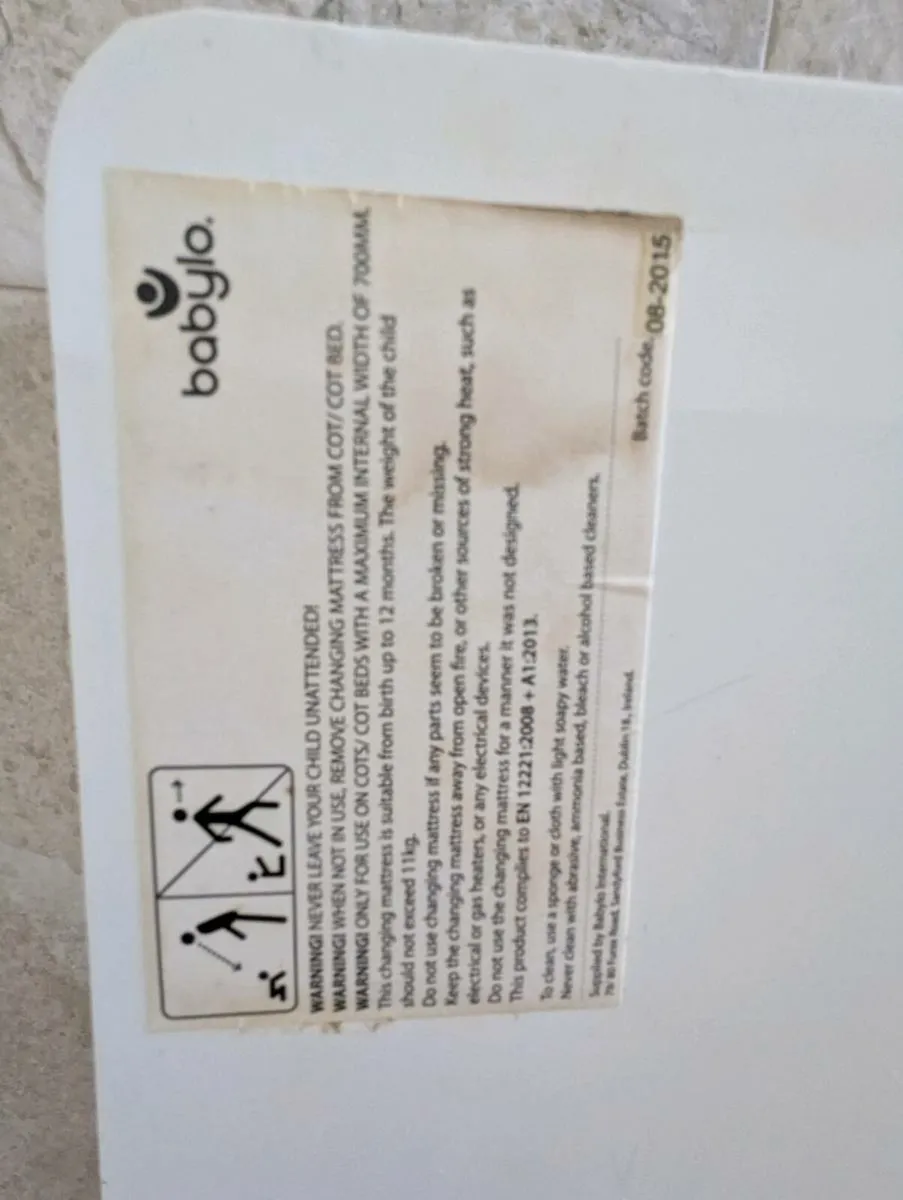 babylo.
WARNING! NEVER LEAVE YOUR CHILD UNATTENDED!
WARNING! WHEN NOT IN USE, REMOVE CHANGING MATTRESS FROM COT/ COT BED.
WARNING! ONLY FOR USE ON COTS/ COT BEDS WITH A MAXIMUM INTERNAL WIDTH OF 700MM.
This changing mattress is suitable from birth up to 12 months. The weight of the child
should not exceed 11kg.
Do not use changing mattress if any parts seem to be broken or missing.
Keep the changing mattress away from open fire, or other sources of strong heat, such as
electrical or gas heaters, or any electrical devices.
Do not use the changing mattress for a manner it was not designed.
This product complies to EN 12221:2008 + A1:2013.
To clean, use a sponge or cloth with light soapy water.
Never clean with abrasive, ammonia based, bleach or alcohol based cleaners.
Supplied by Babylo International.
Road, Sandyford Business Estate, Dublin 18, Ireland.
Batch code. 08-2015